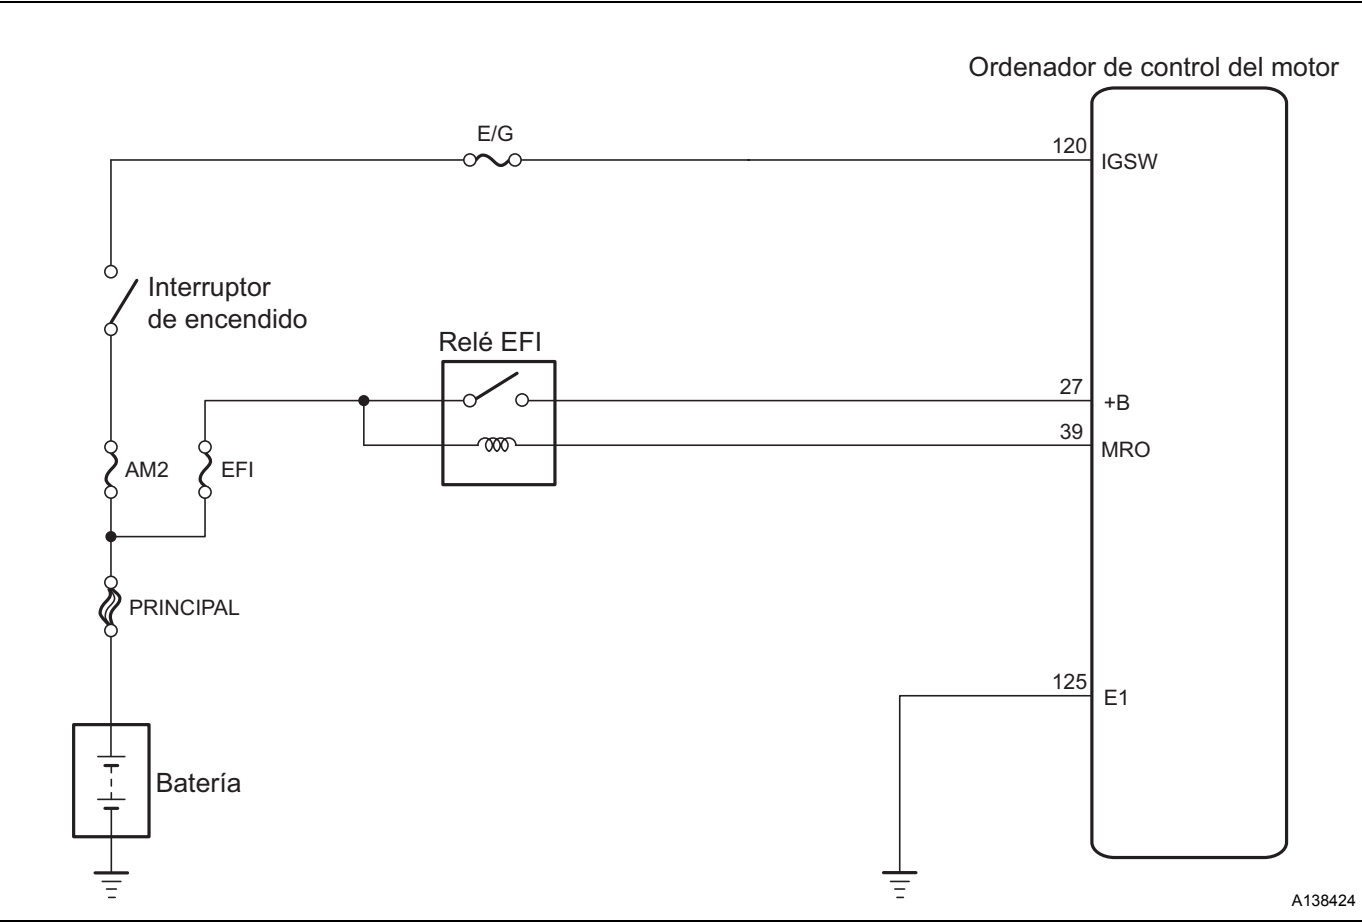 Ordenador de control del motor
E/G
120
IGSW
Interruptor
de encendido
Relé EFI
27
+B
39
MRO
AM2
EFI
PRINCIPAL
125
E1
Batería
A138424